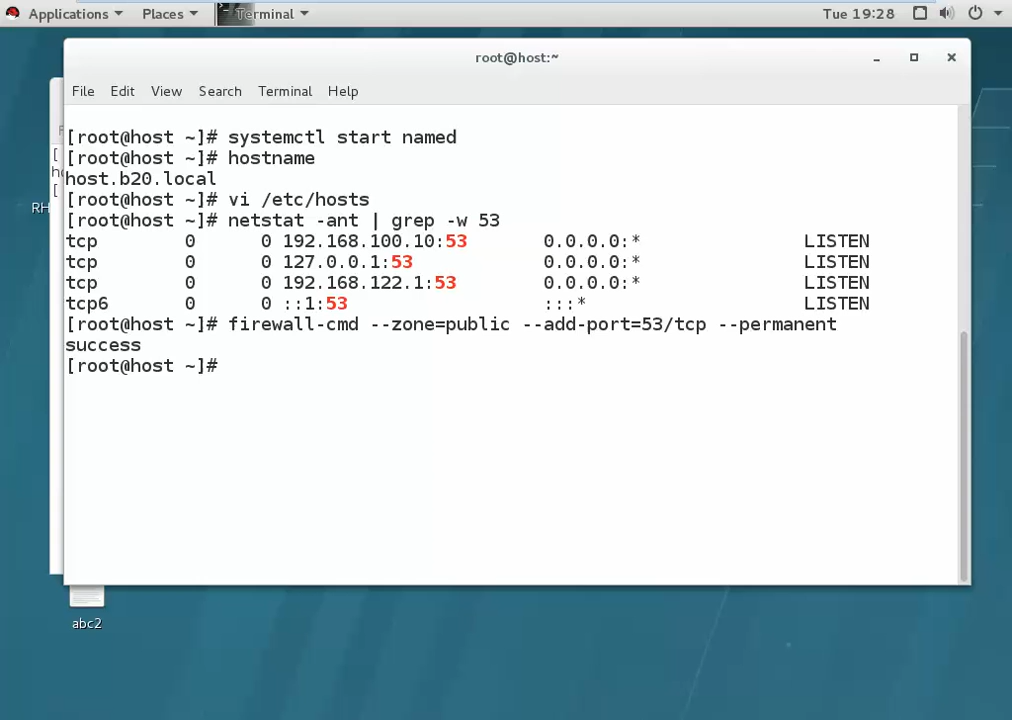 Applications Places Terminal Tue 19:28
root@host:~
File Edit View Search Terminal Help
[root@host ~]# systemctl start named
[root@host ~]# hostname
host.b20.local
[root@host ~]# vi /etc/hosts
[root@host ~]# netstat -ant | grep -w 53
tcp 0 0 192.168.100.10:53 0.0.0.0:* LISTEN
tcp 0 0 127.0.0.1:53 0.0.0.0:* LISTEN
tcp 0 0 192.168.122.1:53 0.0.0.0:* LISTEN
tcp6 0 0 ::1:53 :::* LISTEN
[root@host ~]# firewall-cmd --zone=public --add-port=53/tcp --permanent
success
[root@host ~]#
RH
abc2